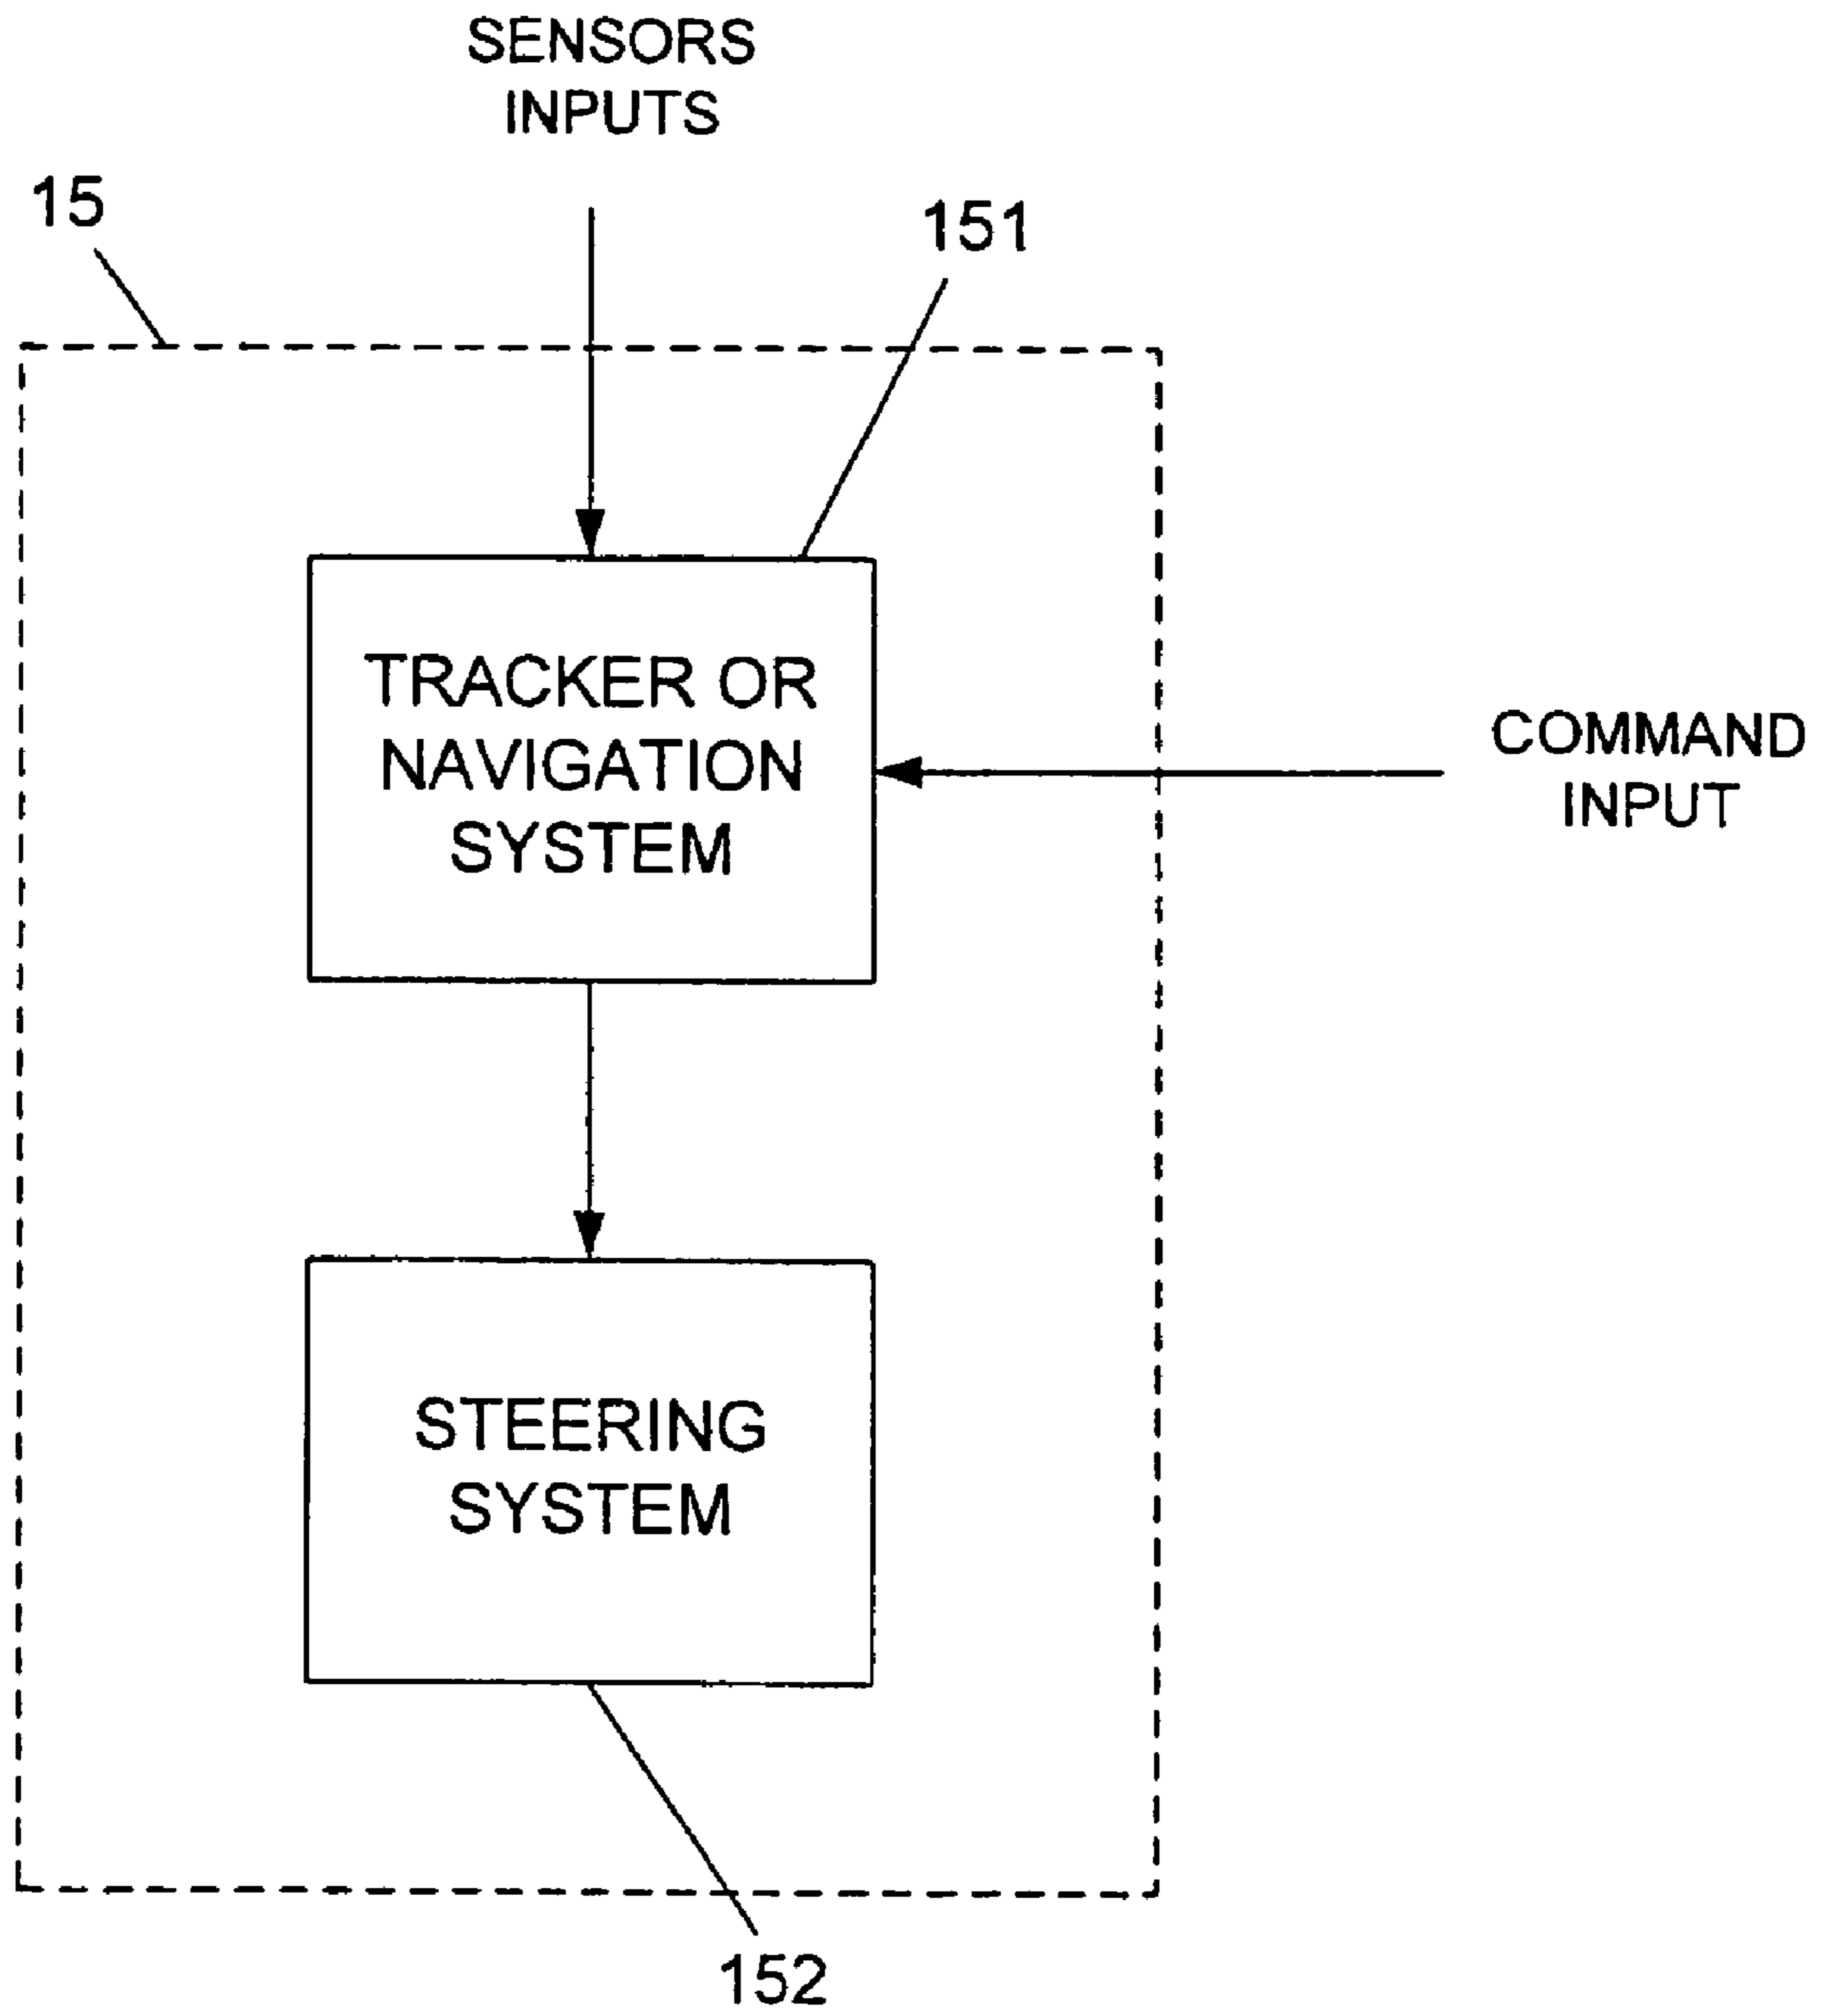 SENSORS
INPUTS
15
151
TRACKER OR
NAVIGATION
SYSTEM
COMMAND
INPUT
STEERING
SYSTEM
152